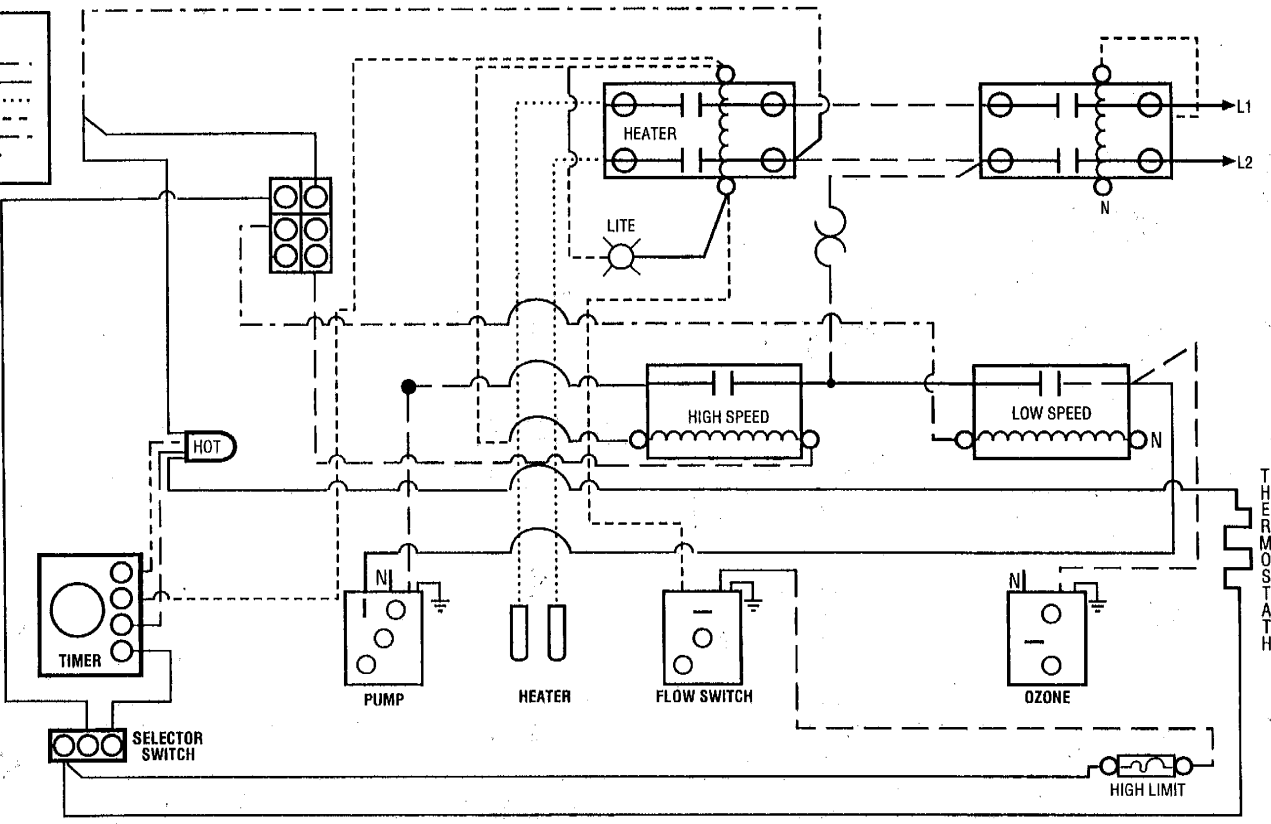 L1
HEATER
L2
N
LITE
HIGH SPEED
LOW SPEED
N
HOT
THERMOSTATH
N
N
TIMER
PUMP
HEATER
FLOW SWITCH
OZONE
SELECTOR
SWITCH
HIGH LIMIT